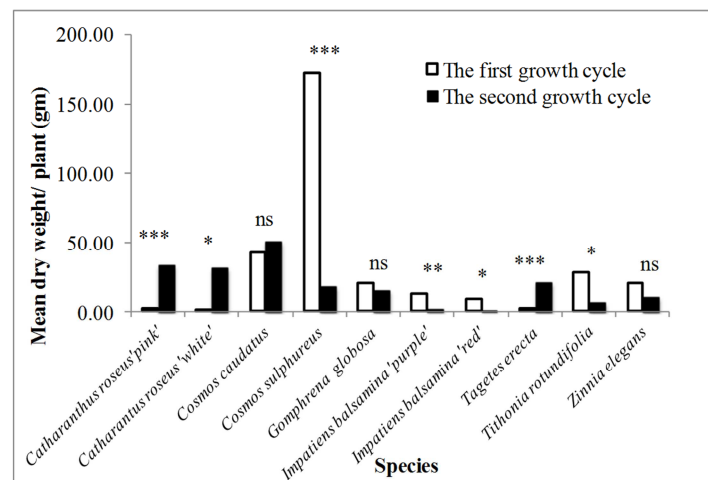 200.00
150.00
100.00
50.00
0.00
Mean dry weight/ plant (gm)
The first growth cycle
The second growth cycle
***
*
ns
***
ns
**
*
***
*
ns
Catharanthus roseus'pink'
Catharantus roseus 'white'
Cosmos caudatus
Cosmos sulphureus
Gomphrena globosa
Impatiens balsamina 'purple'
Impatiens balsamina 'red'
Tagetes erecta
Tithonia rotundifolia
Zinnia elegans
Species